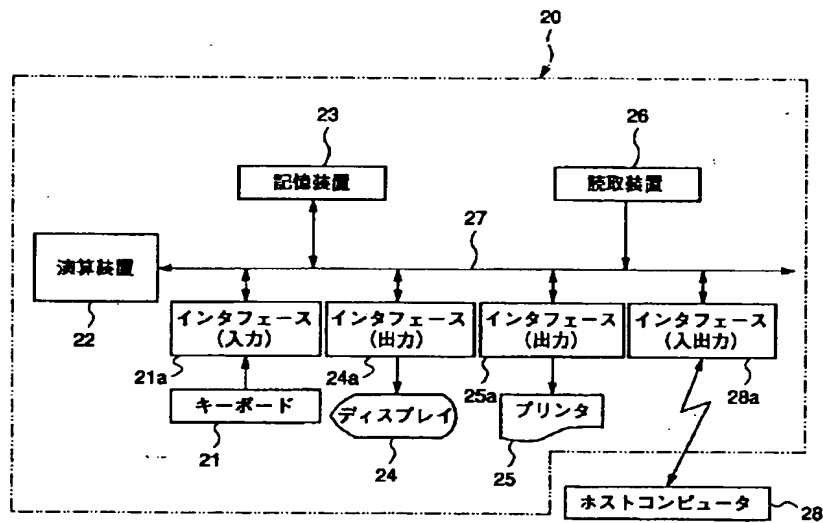 20
23
26
記憶装置
読取装置
27
演算装置
22
インタフェース
(入力)
インタフェース
(出力)
インタフェース
(出力)
インタフェース
(入出力)
21a
24a
25a
28a
キーボード
ディスプレイ
プリンタ
21
24
25
ホストコンピュータ
28